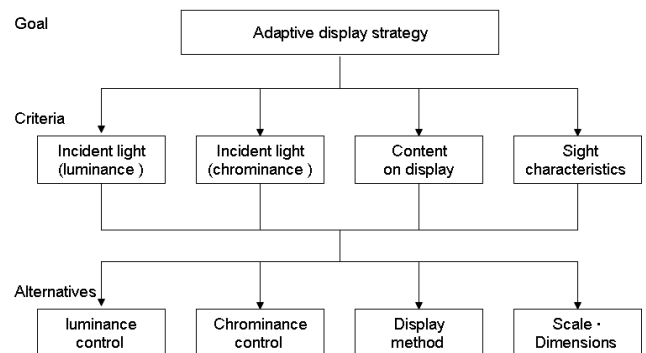 Goal
Adaptive display strategy
Criteria
Incident light
(luminance )
Incident light
(chrominance )
Content
on display
Sight
characteristics
Alternatives
luminance
control
Chrominance
control
Display
method
Scale ·
Dimensions